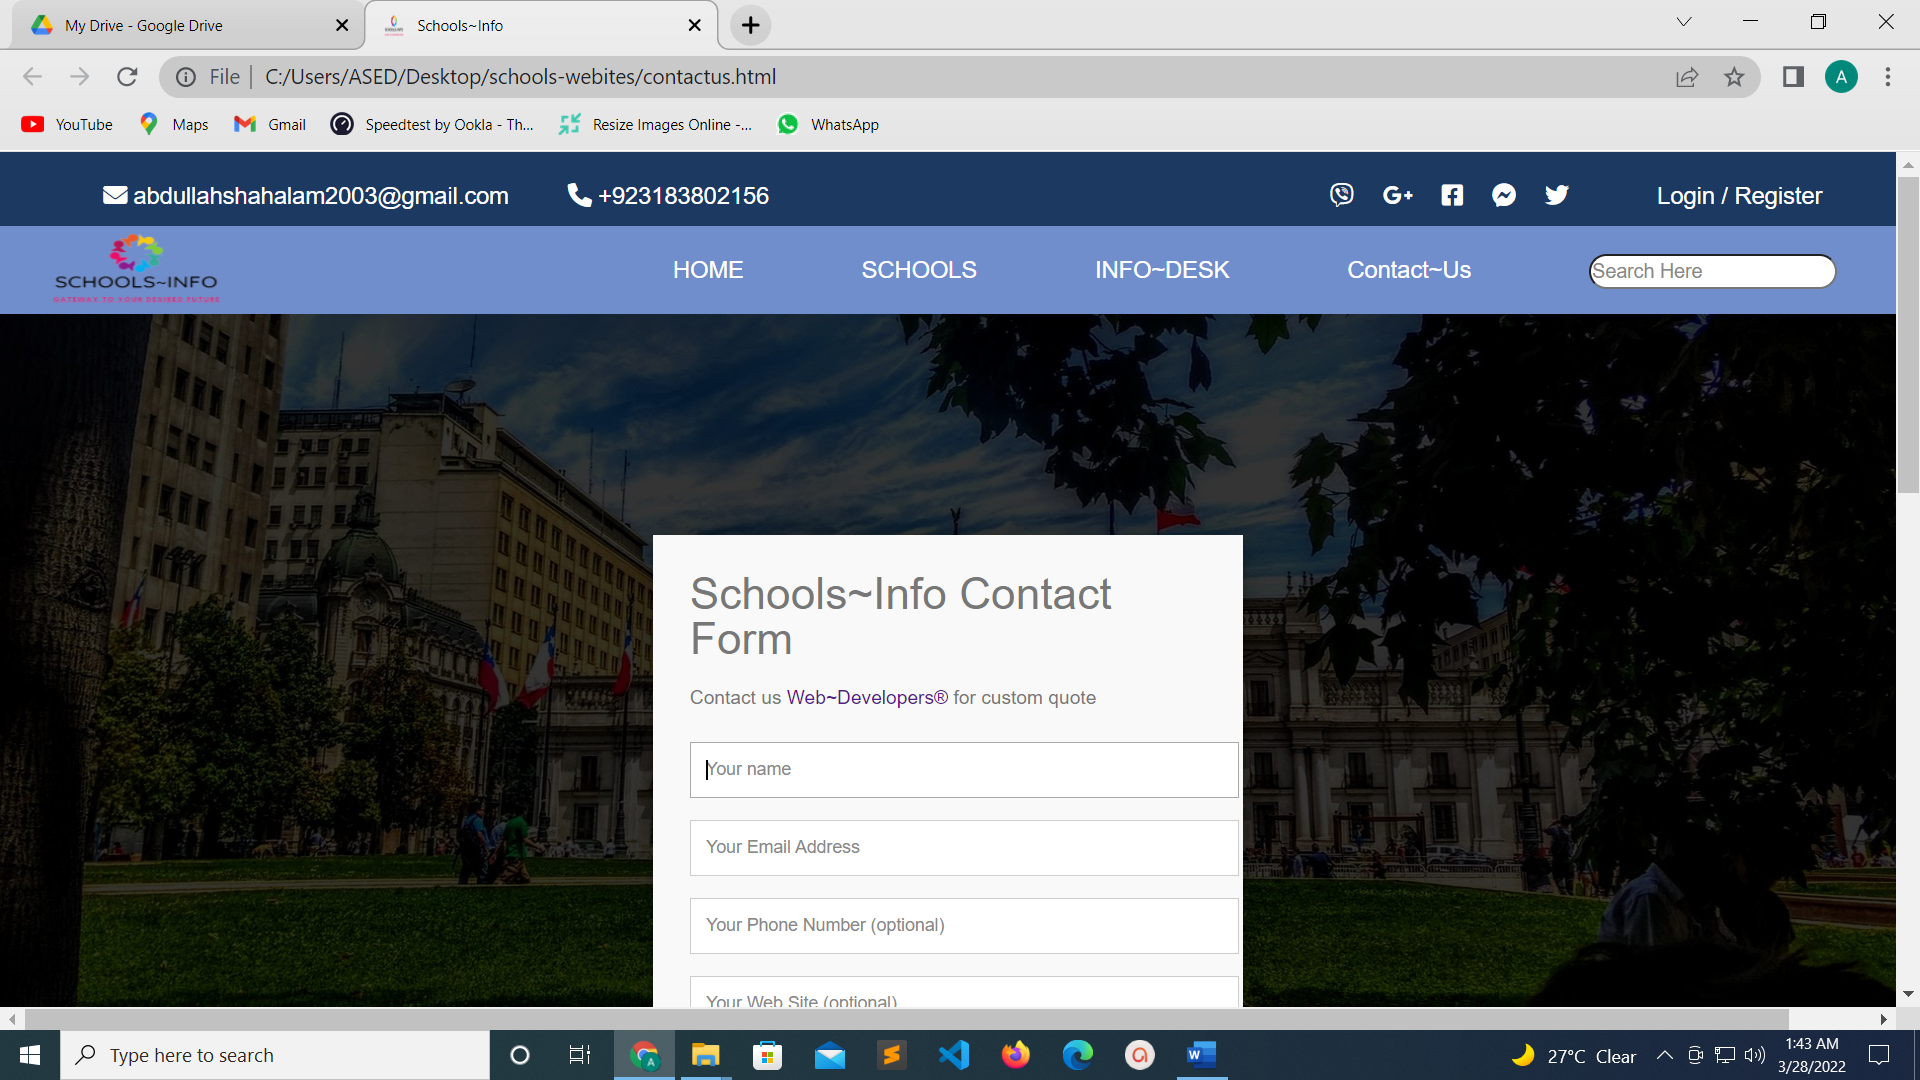 My Drive - Google Drive
Schools~Info
File | C:/Users/ASED/Desktop/schools-webites/contactus.html
A
YouTube
Maps
Gmail
Speedtest by Ookla - Th...
Resize Images Online -...
WhatsApp
abdullahshahalam2003@gmail.com
+923183802156
Login / Register
SCHOOLS~INFO
GATEWAY TO YOUR DESIRED FUTURE
HOME
SCHOOLS
INFO~DESK
Contact~Us
Search Here
Schools~Info Contact
Form
Contact us Web~Developers® for custom quote
Your name
Your Email Address
Your Phone Number (optional)
Your Web Site (optional)
Type here to search
27°C Clear
1:43 AM
3/28/2022